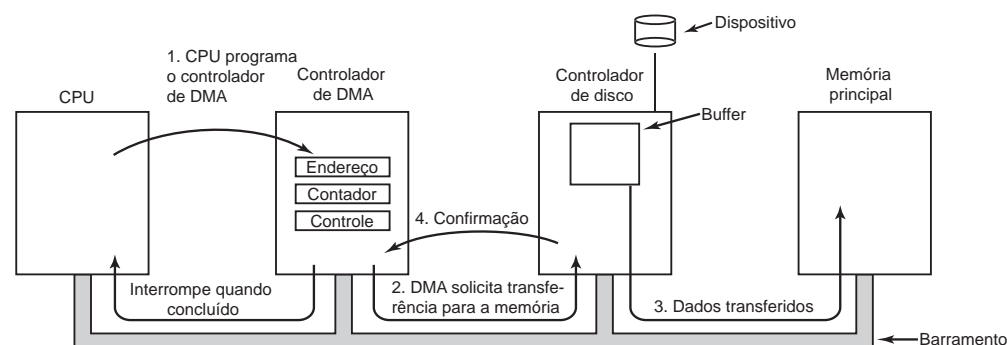 Dispositivo
1. CPU programa
o controlador
de DMA
CPU
Controlador
de DMA
Controlador
de disco
Memória
principal
Buffer
Endereço
Contador
Controle
4. Confirmação
Interrompe quando
concluído
2. DMA solicita transfe-
rência para a memória
3. Dados transferidos
Barramento